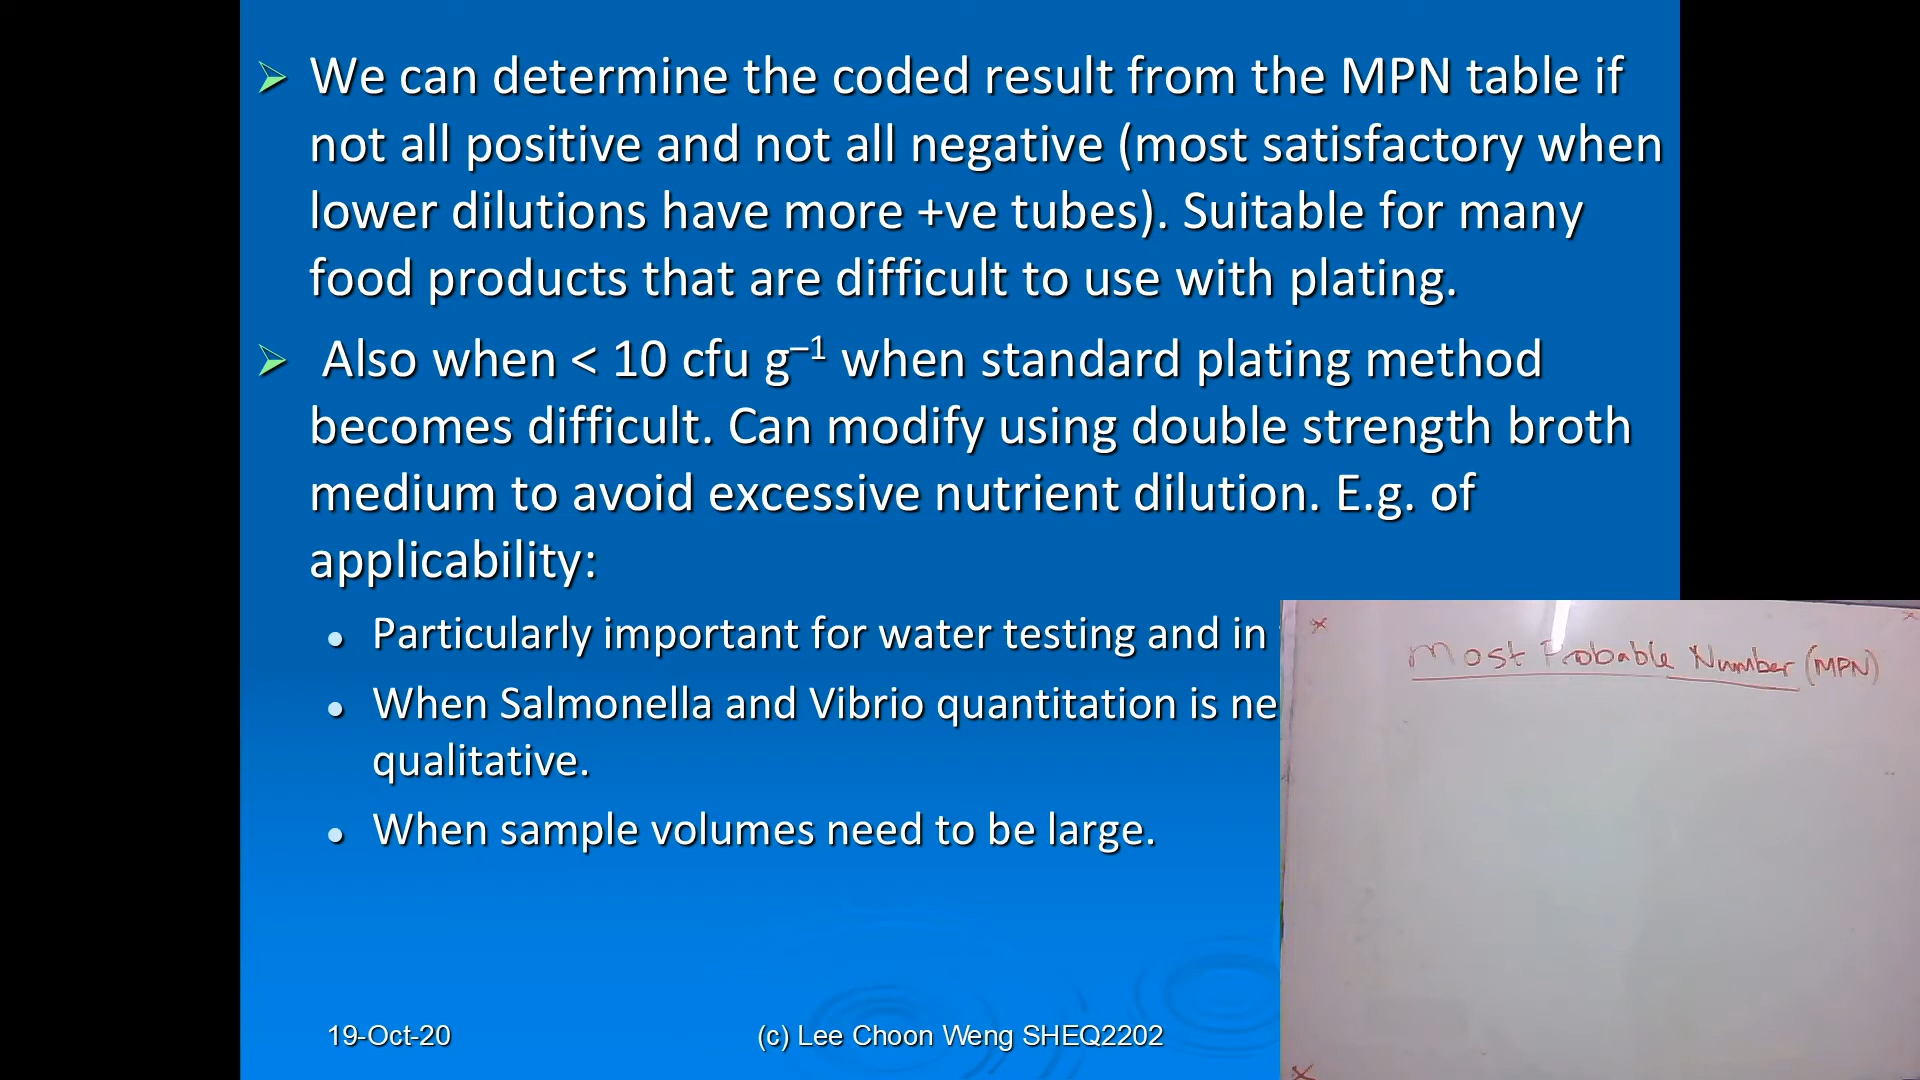 We can determine the coded result from the MPN table if
not all positive and not all negative (most satisfactory when
lower dilutions have more +ve tubes). Suitable for many
food products that are difficult to use with plating.
Also when < 10 cfu g⁻¹ when standard plating method
becomes difficult. Can modify using double strength broth
medium to avoid excessive nutrient dilution. E.g. of
applicability:
Particularly important for water testing and in
When Salmonella and Vibrio quantitation is ne
qualitative.
When sample volumes need to be large.
Most Probable Number (MPN)
19-Oct-20
(c) Lee Choon Weng SHEQ2202